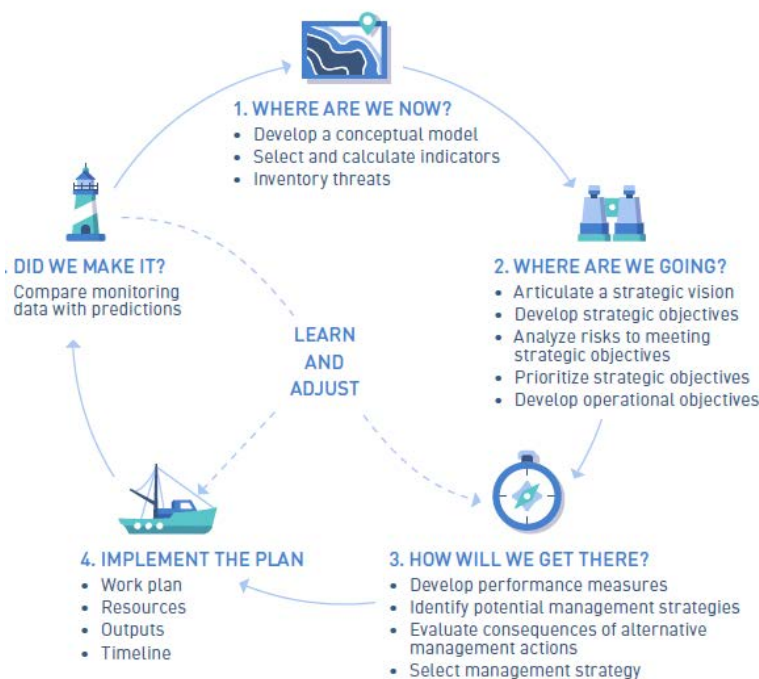 1. WHERE ARE WE NOW?
• Develop a conceptual model
• Select and calculate indicators
• Inventory threats
2. WHERE ARE WE GOING?
• Articulate a strategic vision
• Develop strategic objectives
• Analyze risks to meeting
strategic objectives
• Prioritize strategic objectives
• Develop operational objectives
3. HOW WILL WE GET THERE?
• Develop performance measures
• Identify potential management strategies
• Evaluate consequences of alternative
management actions
• Select management strategy
4. IMPLEMENT THE PLAN
• Work plan
• Resources
• Outputs
• Timeline
. DID WE MAKE IT?
Compare monitoring
data with predictions
LEARN
AND
ADJUST